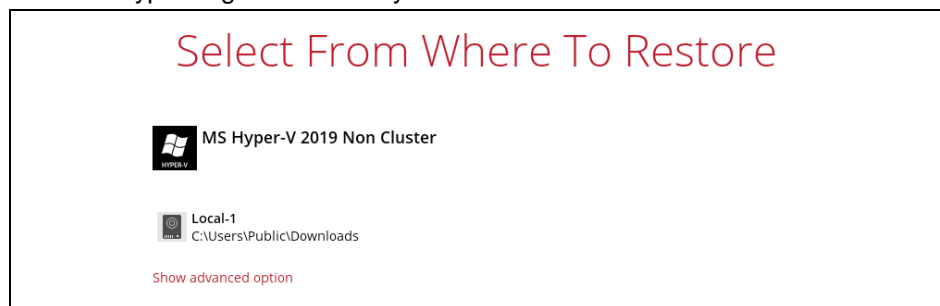 Select From Where To Restore
MS Hyper-V 2019 Non Cluster
HYPER-V
Local-1
C:\Users\Public\Downloads
Show advanced option